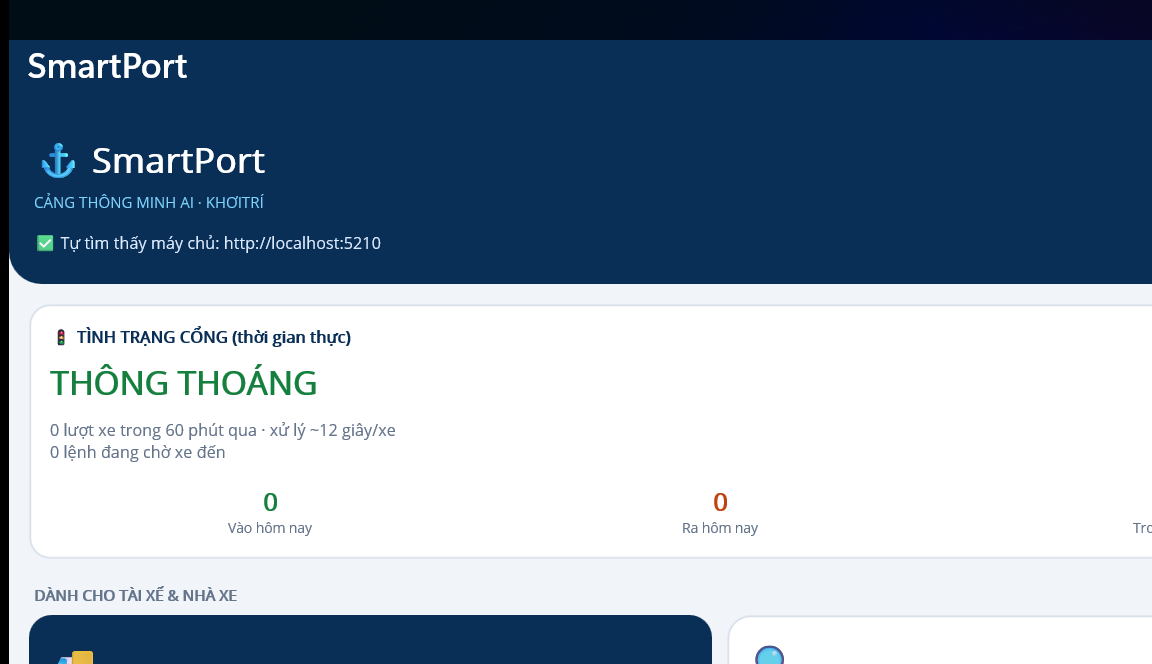 SmartPort
SmartPort
CẢNG THÔNG MINH AI · KHƠITRÍ
Tự tìm thấy máy chủ: http://localhost:5210
TÌNH TRẠNG CỔNG (thời gian thực)
THÔNG THOÁNG
0 lượt xe trong 60 phút qua · xử lý ~12 giây/xe
0 lệnh đang chờ xe đến
0 0
Vào hôm nay Ra hôm nay
DÀNH CHO TÀI XẾ & NHÀ XE